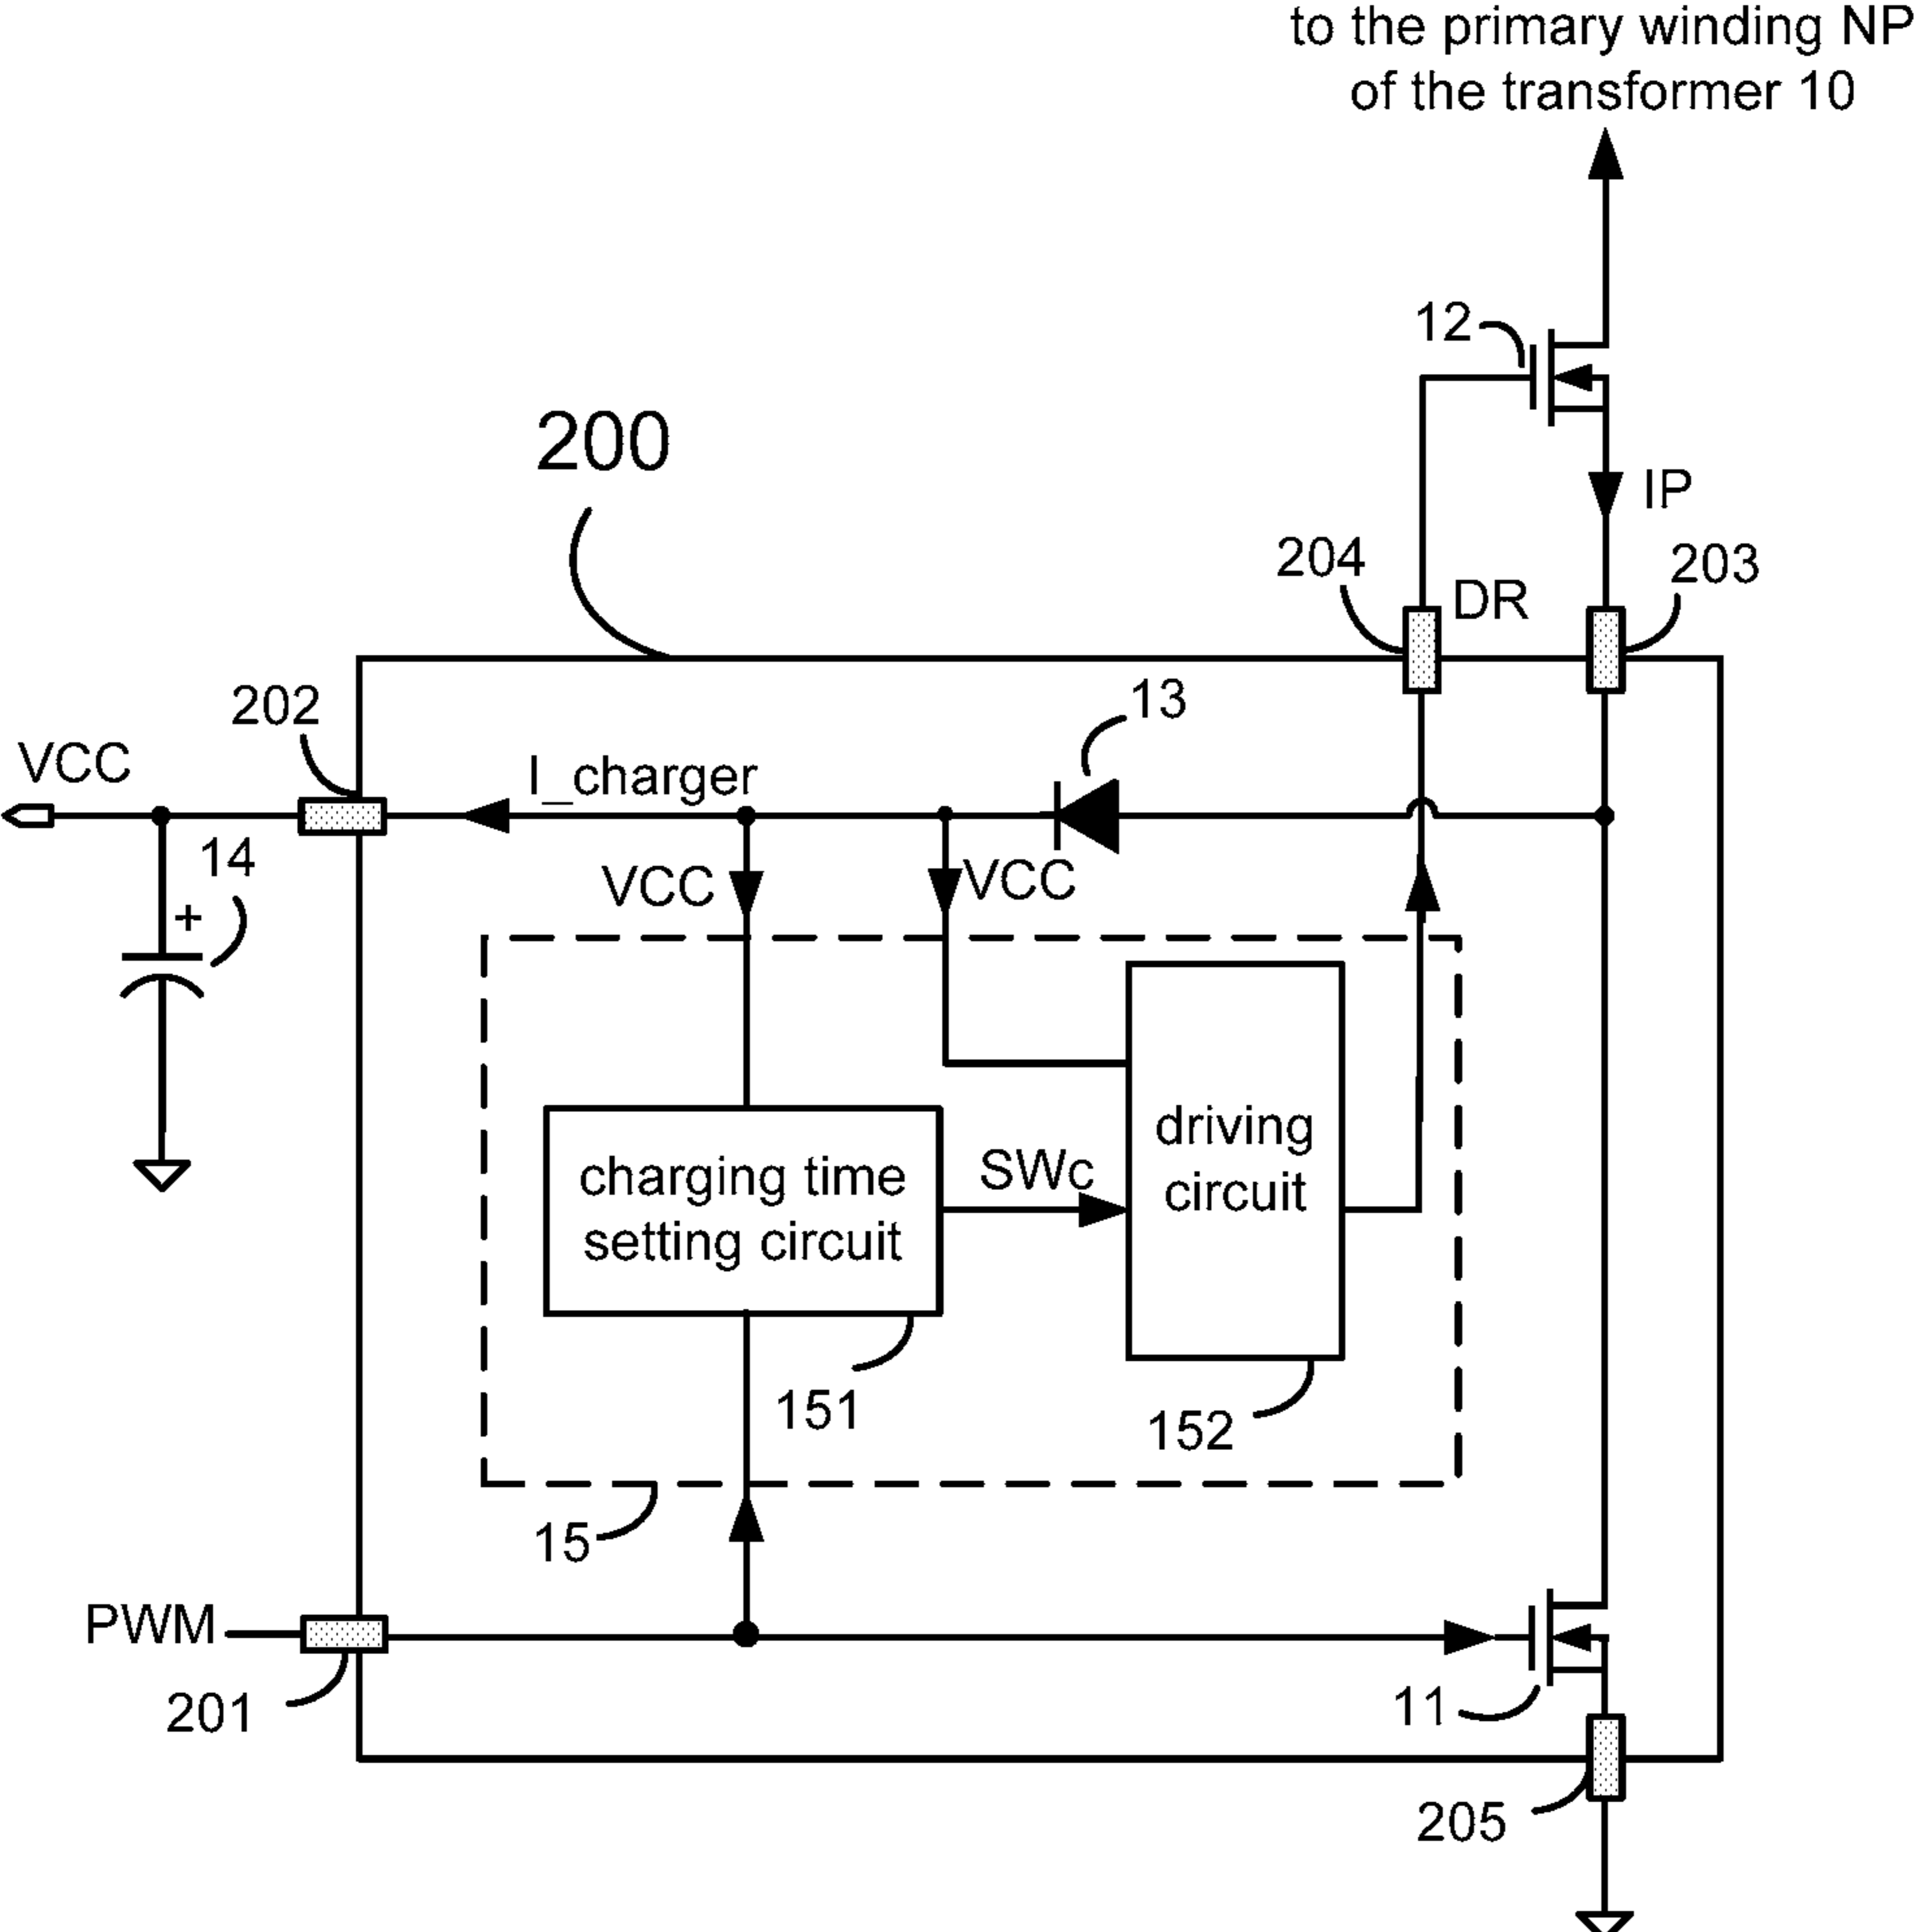 to the primary winding NP
of the transformer 10
12
200
IP
204
DR
203
202
13
VCC
I_charger
14
VCC
VCC
+
driving
circuit
charging time
setting circuit
SWc
151
152
15
PWM
201
11
205